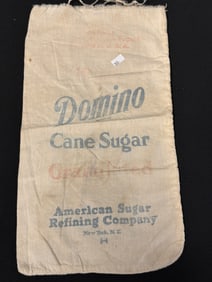 Domino
Cane Sugar
Granulated
American Sugar
Refining Company
New York, N.Y.